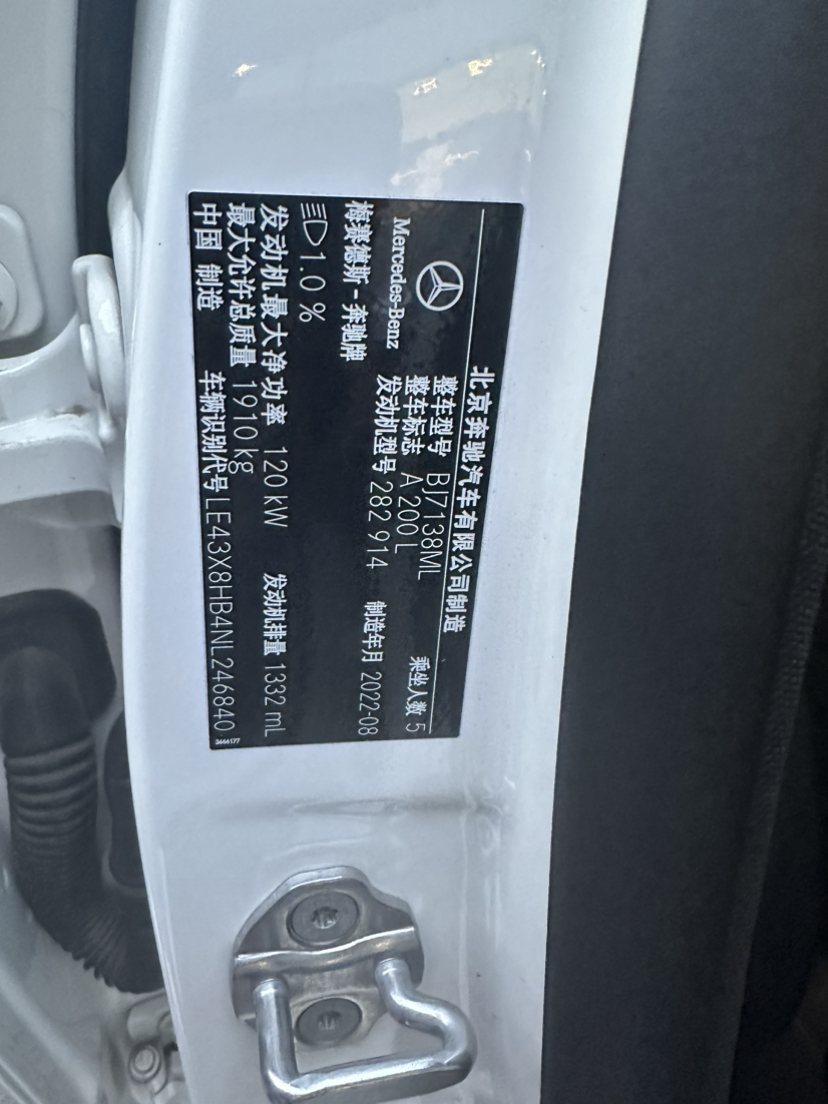 北京奔驰汽车有限公司制造
Mercedes-Benz
整车型号 BJ7138ML
整车标志 A 200 L 乘坐人数 5
梅赛德斯-奔驰牌 发动机型号 282 914 制造年月 2022-08
1.0 %
发动机最大净功率 120 kW 发动机排量 1332 mL
最大允许总质量 1910 kg
中国 制造 车辆识别代号 LE43X8HB4NL246840